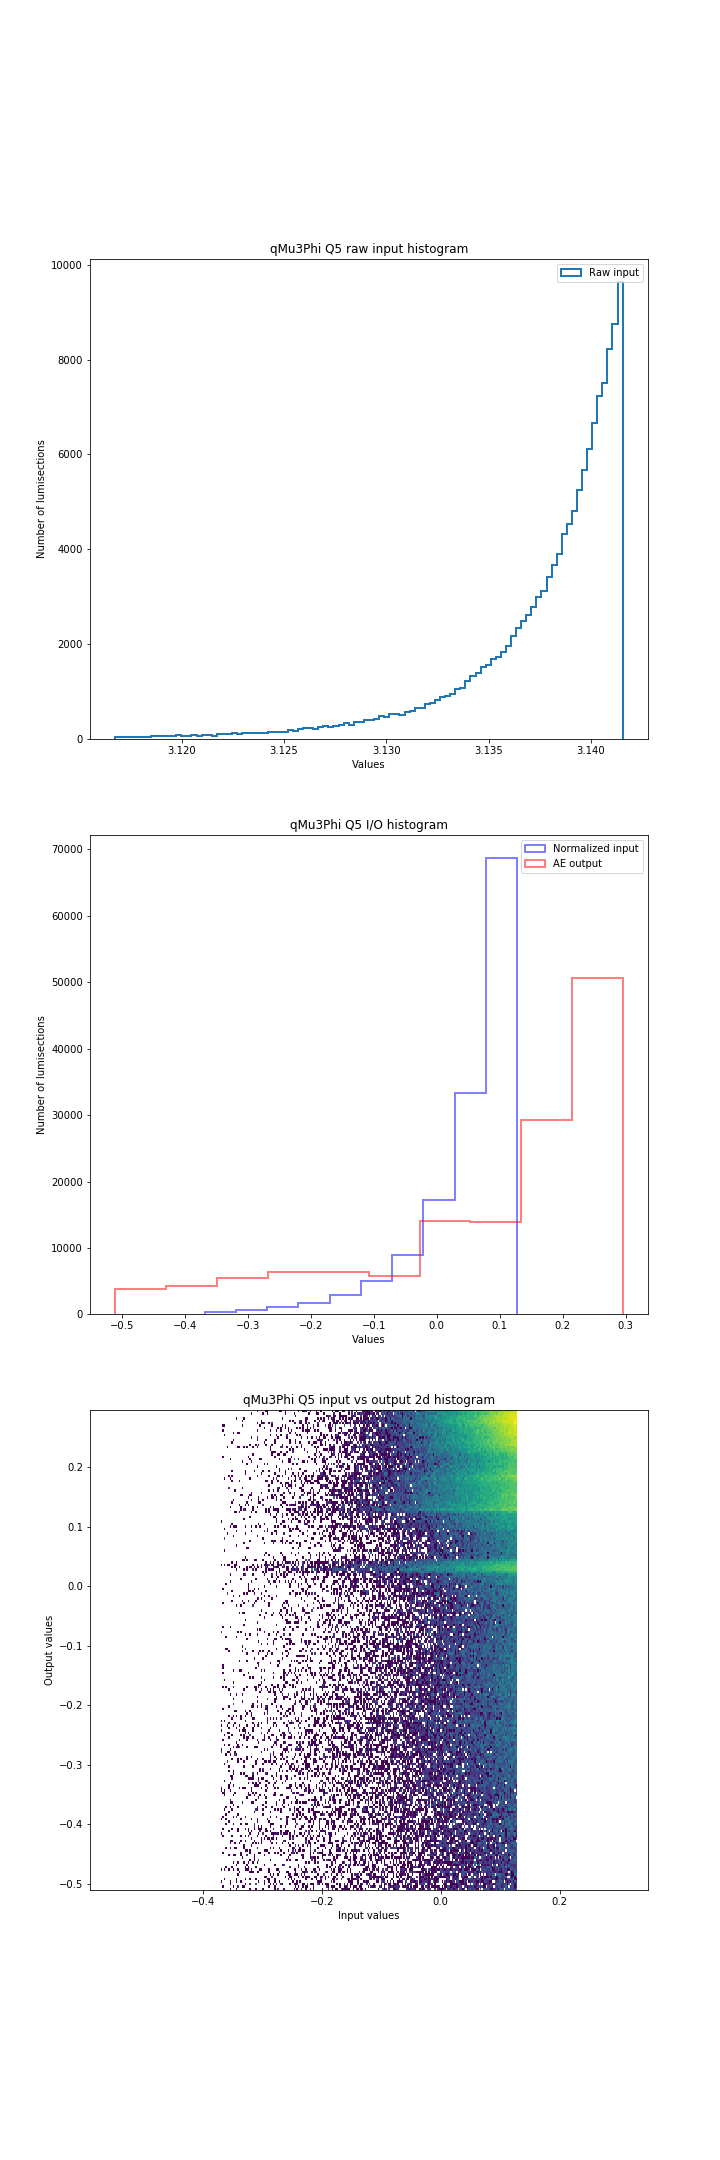 qMu3Phi Q5 raw input histogram
10000
8000
6000
4000
2000
0
Number of lumisections
Raw input
3.120 3.125 3.130 3.135 3.140
Values
qMu3Phi Q5 I/O histogram
70000
60000
50000
40000
30000
20000
10000
0
Number of lumisections
Normalized input
AE output
−0.5 −0.4 −0.3 −0.2 −0.1 0.0 0.1 0.2 0.3
Values
qMu3Phi Q5 input vs output 2d histogram
0.2
0.1
0.0
−0.1
−0.2
−0.3
−0.4
−0.5
Output values
−0.4 −0.2 0.0 0.2
Input values